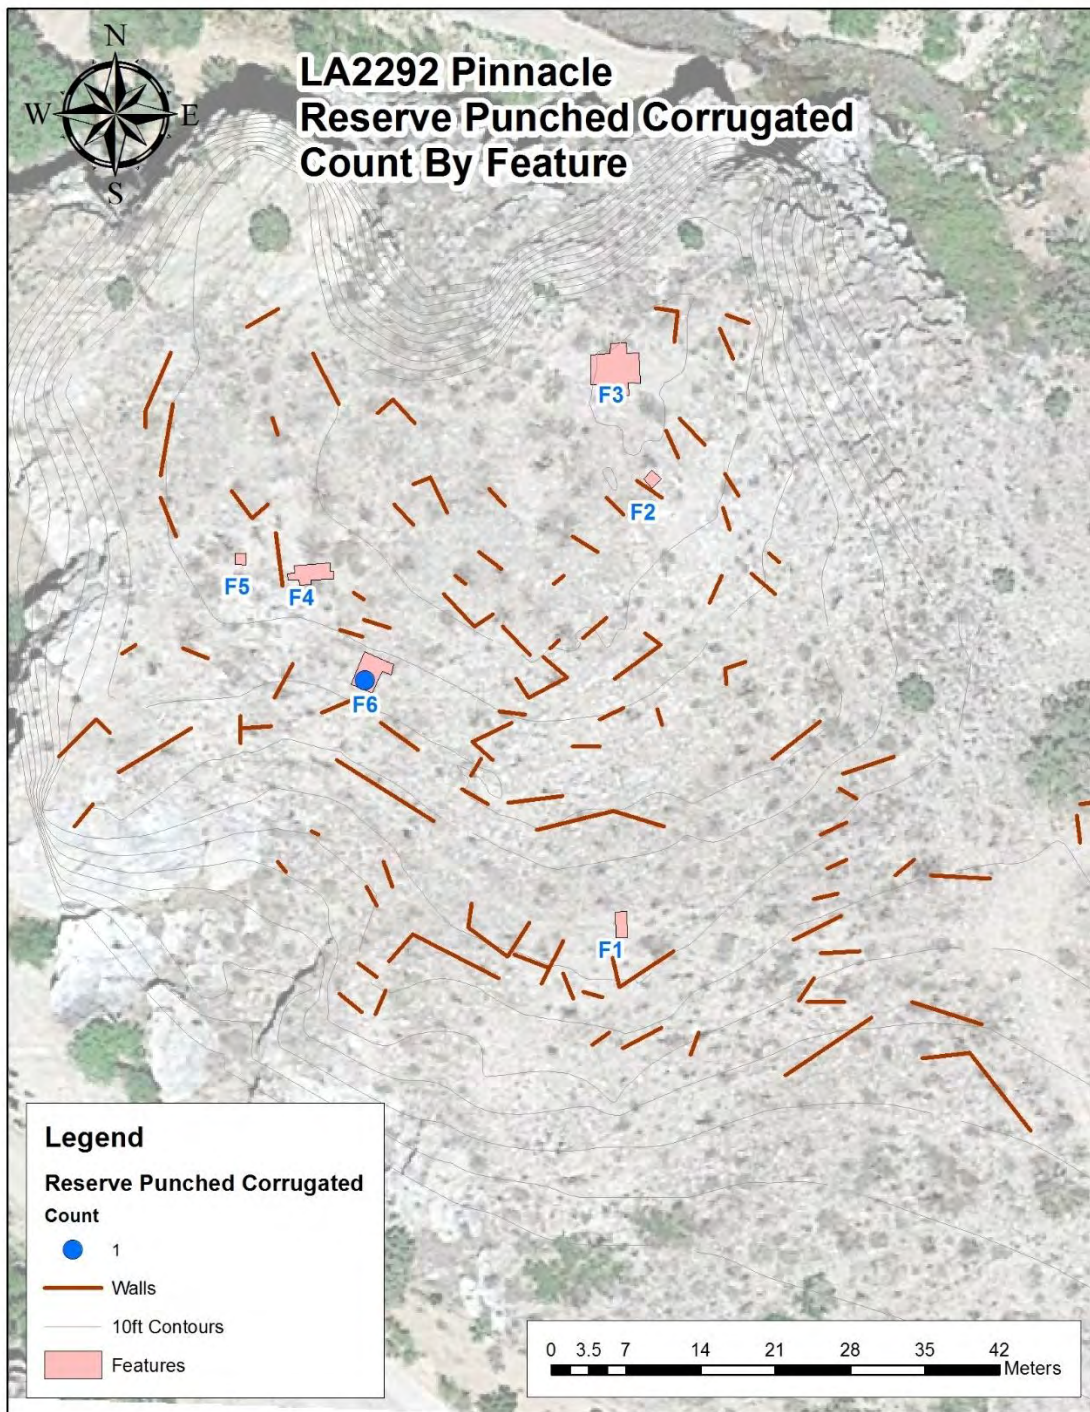 N
W E
S
LA2292 Pinnacle
Reserve Punched Corrugated
Count By Feature
F3
F2
F5
F4
F6
F1
Legend
Reserve Punched Corrugated
Count
1
Walls
10ft Contours
Features
0 3.5 7 14 21 28 35 42
Meters